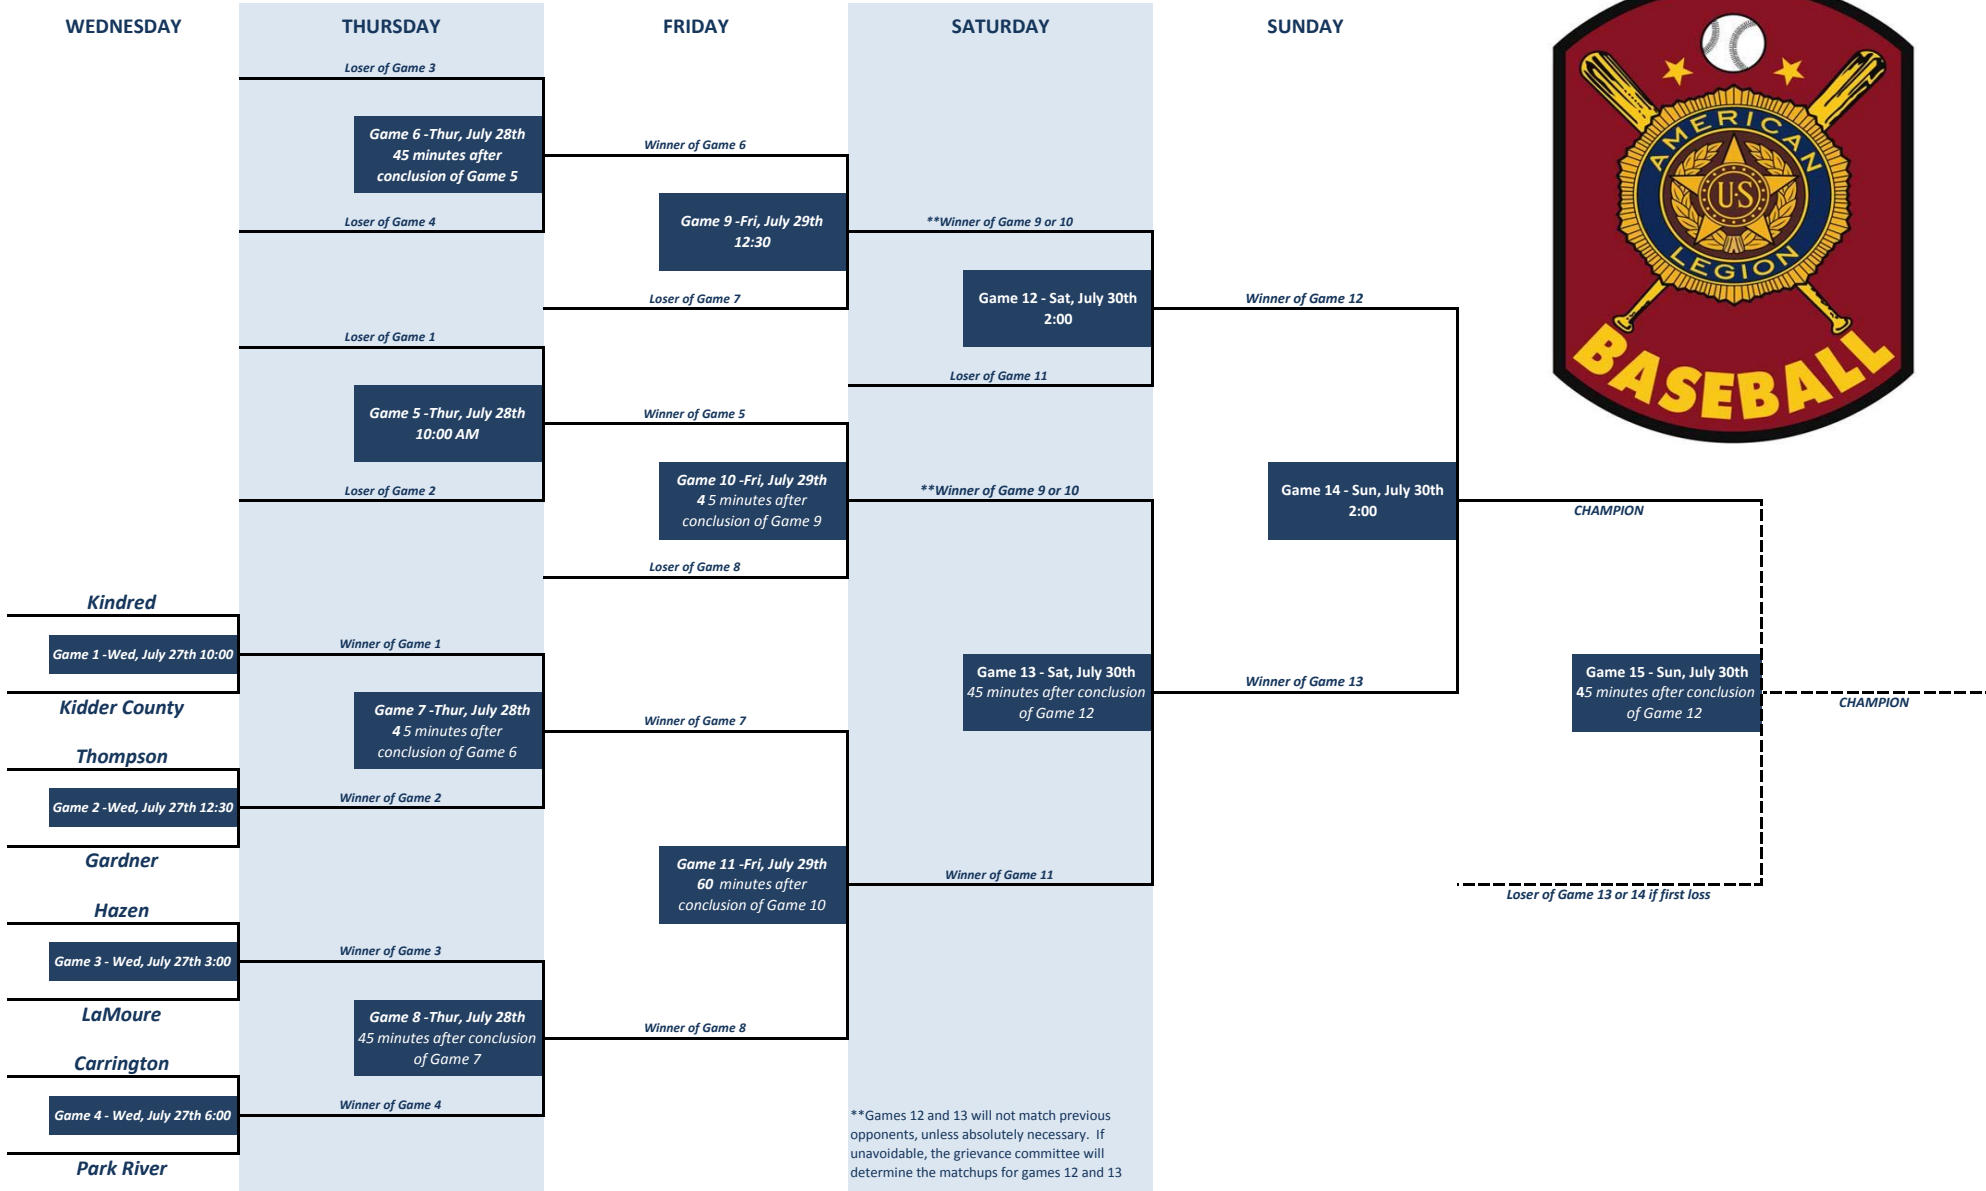 WEDNESDAY
THURSDAY
FRIDAY
SATURDAY
SUNDAY
Loser of Game 3
Game 6 -Thur, July 28th
45 minutes after
conclusion of Game 5
Loser of Game 4
Winner of Game 6
Game 9 -Fri, July 29th
12:30
Loser of Game 7
**Winner of Game 9 or 10
Game 12 - Sat, July 30th
2:00
Loser of Game 11
Winner of Game 12
AMERICAN
U·S
LEGION
BASEBALL
Loser of Game 1
Game 5 -Thur, July 28th
10:00 AM
Loser of Game 2
Winner of Game 5
Game 10 -Fri, July 29th
4 5 minutes after
conclusion of Game 9
Loser of Game 8
**Winner of Game 9 or 10
Game 14 - Sun, July 30th
2:00
CHAMPION
Kindred
Game 1 -Wed, July 27th 10:00
Kidder County
Thompson
Game 2 -Wed, July 27th 12:30
Gardner
Hazen
Game 3 - Wed, July 27th 3:00
LaMoure
Carrington
Game 4 - Wed, July 27th 6:00
Park River
Winner of Game 1
Game 7 -Thur, July 28th
4 5 minutes after
conclusion of Game 6
Winner of Game 2
Winner of Game 3
Game 8 -Thur, July 28th
45 minutes after conclusion
of Game 7
Winner of Game 4
Winner of Game 7
Game 11 -Fri, July 29th
60 minutes after
conclusion of Game 10
Winner of Game 8
Game 13 - Sat, July 30th
45 minutes after conclusion
of Game 12
Winner of Game 11
Winner of Game 13
Game 15 - Sun, July 30th
45 minutes after conclusion
of Game 12
CHAMPION
Loser of Game 13 or 14 if first loss
**Games 12 and 13 will not match previous
opponents, unless absolutely necessary. If
unavoidable, the grievance committee will
determine the matchups for games 12 and 13